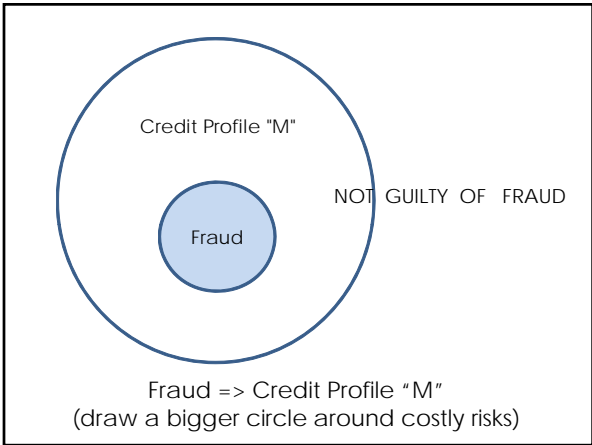 Credit Profile "M"
NOT GUILTY OF FRAUD
Fraud
Fraud => Credit Profile “M”
(draw a bigger circle around costly risks)